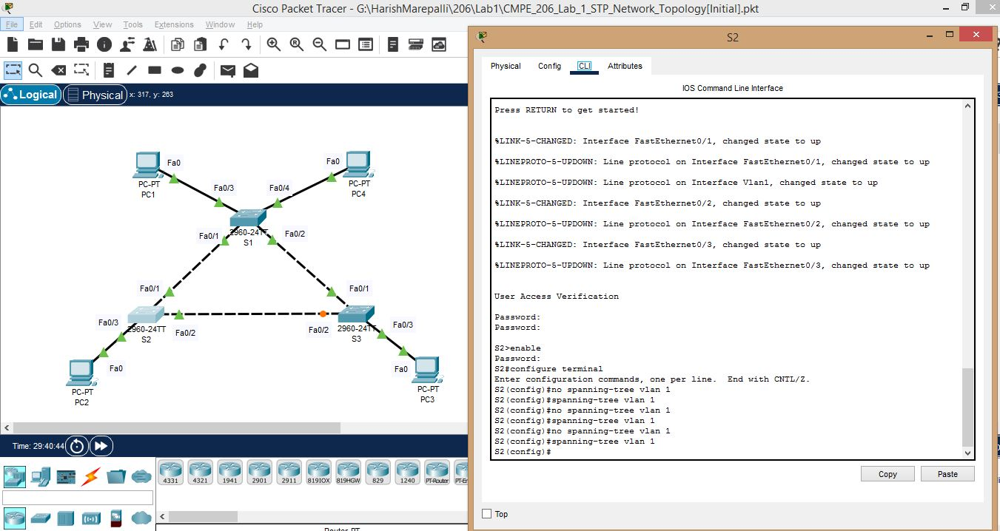 Cisco Packet Tracer - G:\HarishMarepalli\206\Lab1\CMPE_206_Lab_1_STP_Network_Topology[Initial].pkt
File Edit Options View Tools Extensions Window Help
Logical
Physical
x: 317, y: 263
Fa0
PC-PT
PC1
Fa0
PC-PT
PC4
Fa0/3
Fa0/4
Fa0/1
2960-24TT
S1
Fa0/2
Fa0/1
Fa0/1
Fa0/3
2960-24TT
S2
Fa0/2
Fa0/2
2960-24TT
S3
Fa0/3
Fa0
PC-PT
PC2
Fa0
PC-PT
PC3
Time: 29:40:44
4331
4321
1941
2901
2911
819IOX
819HGW
829
1240
PT-Router
S2
Physical Config CLI Attributes
IOS Command Line Interface
Press RETURN to get started!
%LINK-5-CHANGED: Interface FastEthernet0/1, changed state to up
%LINEPROTO-5-UPDOWN: Line protocol on Interface FastEthernet0/1, changed state to up
%LINEPROTO-5-UPDOWN: Line protocol on Interface Vlan1, changed state to up
%LINK-5-CHANGED: Interface FastEthernet0/2, changed state to up
%LINEPROTO-5-UPDOWN: Line protocol on Interface FastEthernet0/2, changed state to up
%LINK-5-CHANGED: Interface FastEthernet0/3, changed state to up
%LINEPROTO-5-UPDOWN: Line protocol on Interface FastEthernet0/3, changed state to up
User Access Verification
Password:
Password:
S2>enable
Password:
S2#configure terminal
Enter configuration commands, one per line.  End with CNTL/Z.
S2(config)#no spanning-tree vlan 1
S2(config)#spanning-tree vlan 1
S2(config)#no spanning-tree vlan 1
S2(config)#spanning-tree vlan 1
S2(config)#no spanning-tree vlan 1
S2(config)#spanning-tree vlan 1
S2(config)#
Copy
Paste
Top